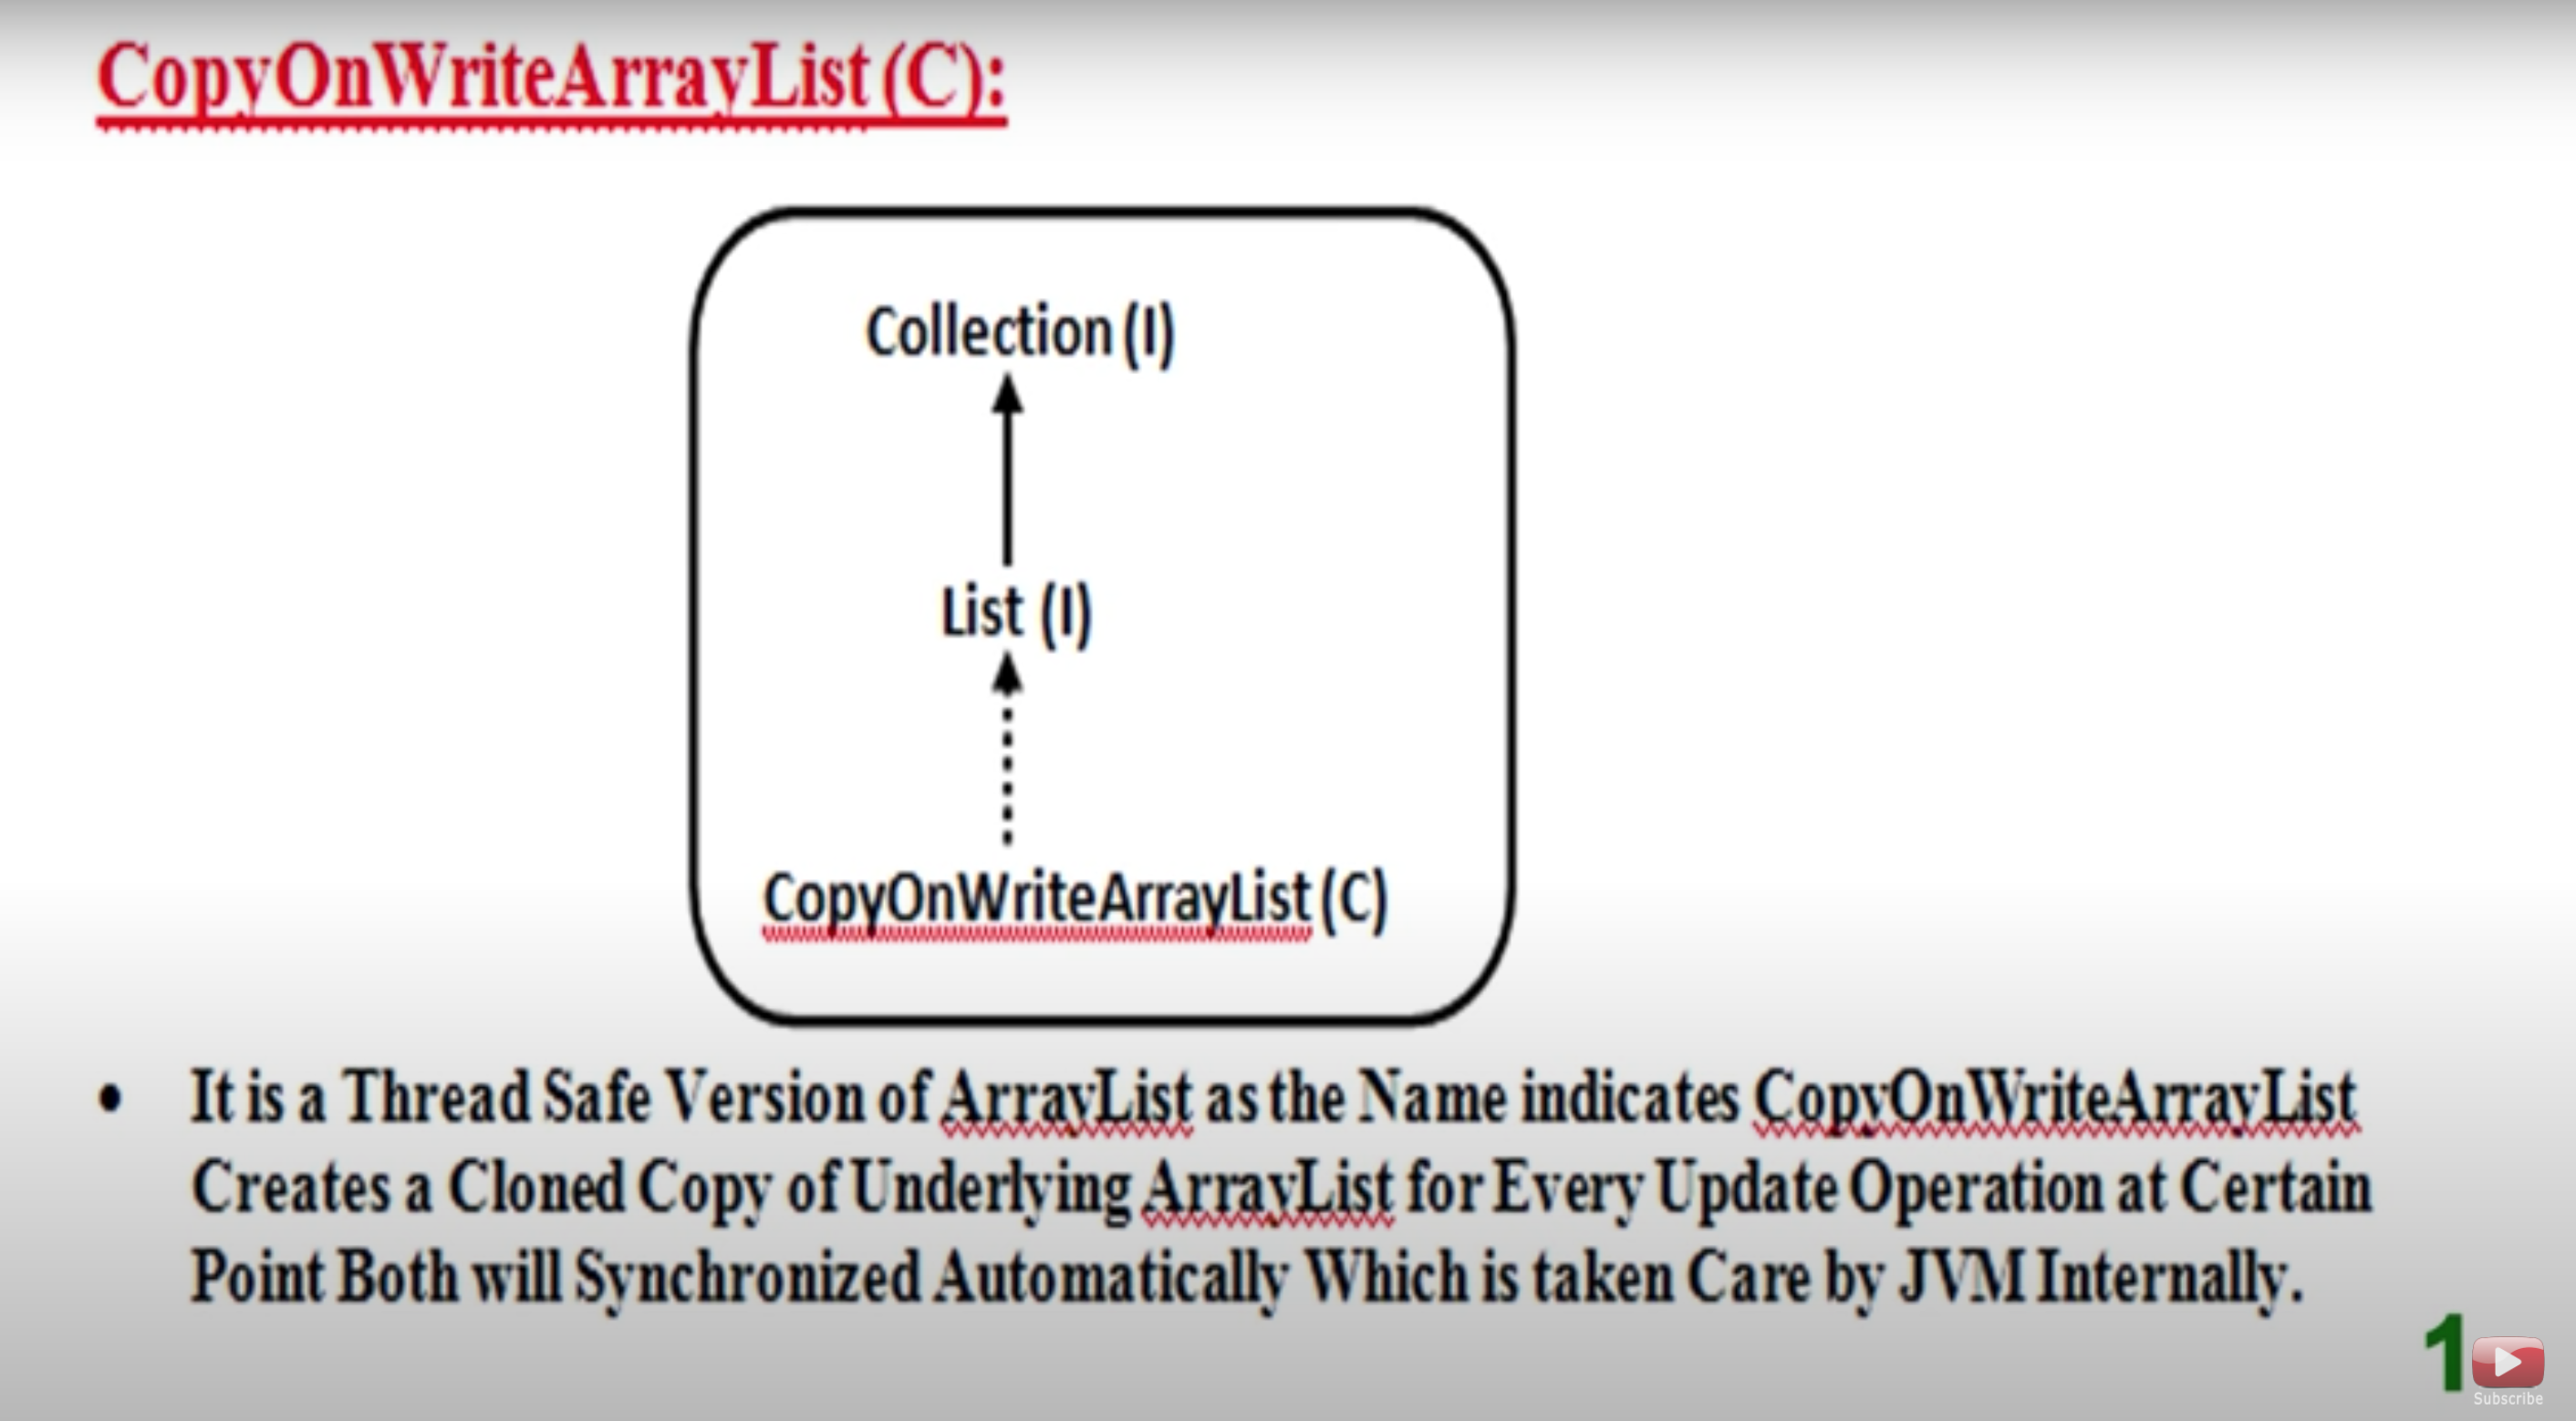 CopyOnWriteArrayList (C):
Collection (I)
List (I)
CopyOnWriteArrayList (C)
• It is a Thread Safe Version of ArrayList as the Name indicates CopyOnWriteArrayList
Creates a Cloned Copy of Underlying ArrayList for Every Update Operation at Certain
Point Both will Synchronized Automatically Which is taken Care by JVM Internally.
1
Subscribe